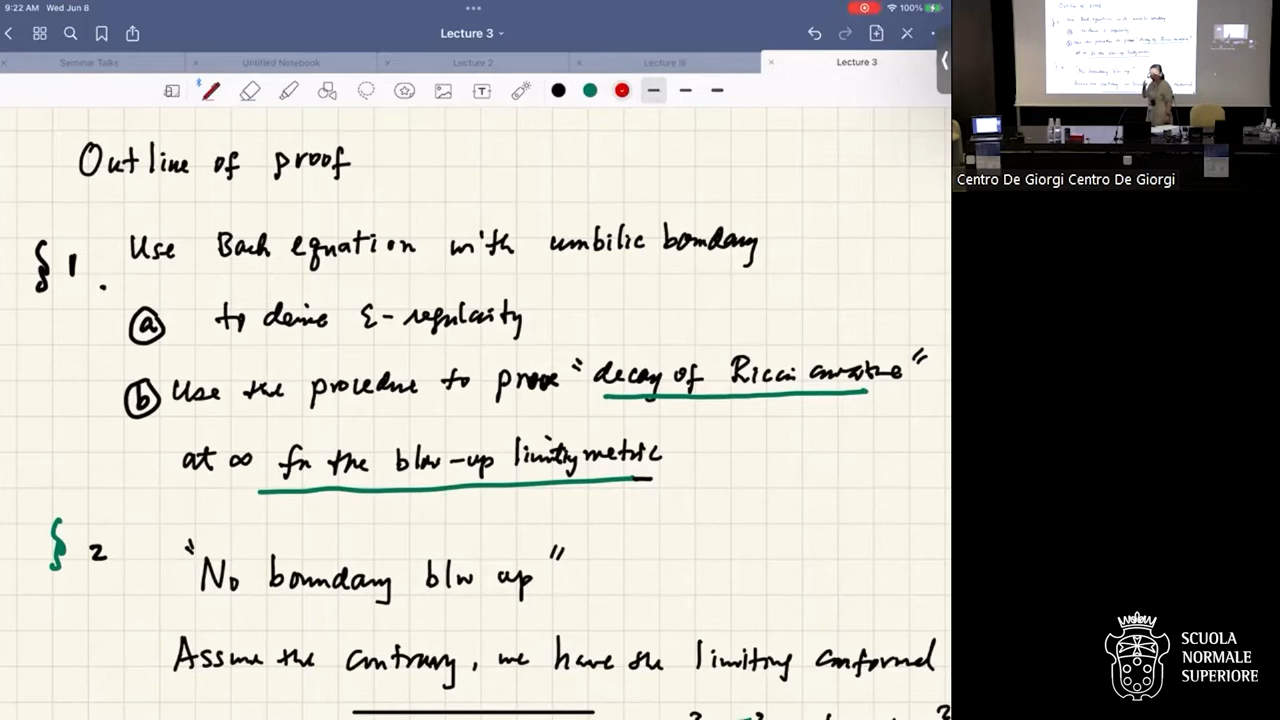 9:22 AM Wed Jun 8
100%
Lecture 3
Seminar Talks
Untitled Notebook
Lecture 2
Lecture III
Lecture 3
Outline of proof
§ 1. Use Bach equation with umbilic boundary
(a) to derive ε-regularity
(b) Use the procedure to prove "decay of Ricci curvature"
at ∞ for the blow-up limiting metric
§ 2 "No boundary blow up"
Assume the contrary, we have the limiting conformal
Centro De Giorgi Centro De Giorgi
SCUOLA
NORMALE
SUPERIORE